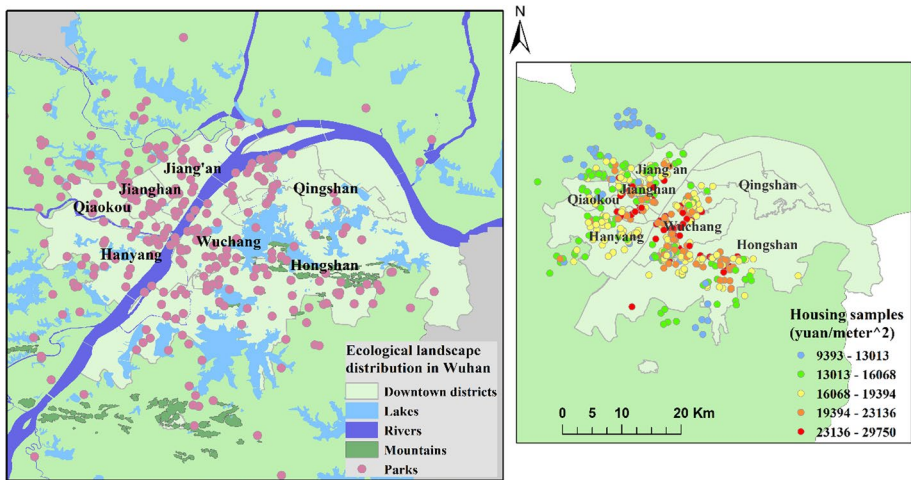 Jiang'an
Jianghan
Qiaokou
Qingshan
Wuchang
Hanyang
Hongshan
Ecological landscape
distribution in Wuhan
Downtown districts
Lakes
Rivers
Mountains
Parks
N
Jiang'an
Jianghan
Qiaokou
Qingshan
Wuchang
Hanyang
Hongshan
Housing samples
(yuan/meter^2)
9393 - 13013
13013 - 16068
16068 - 19394
19394 - 23136
23136 - 29750
0 5 10 20 Km